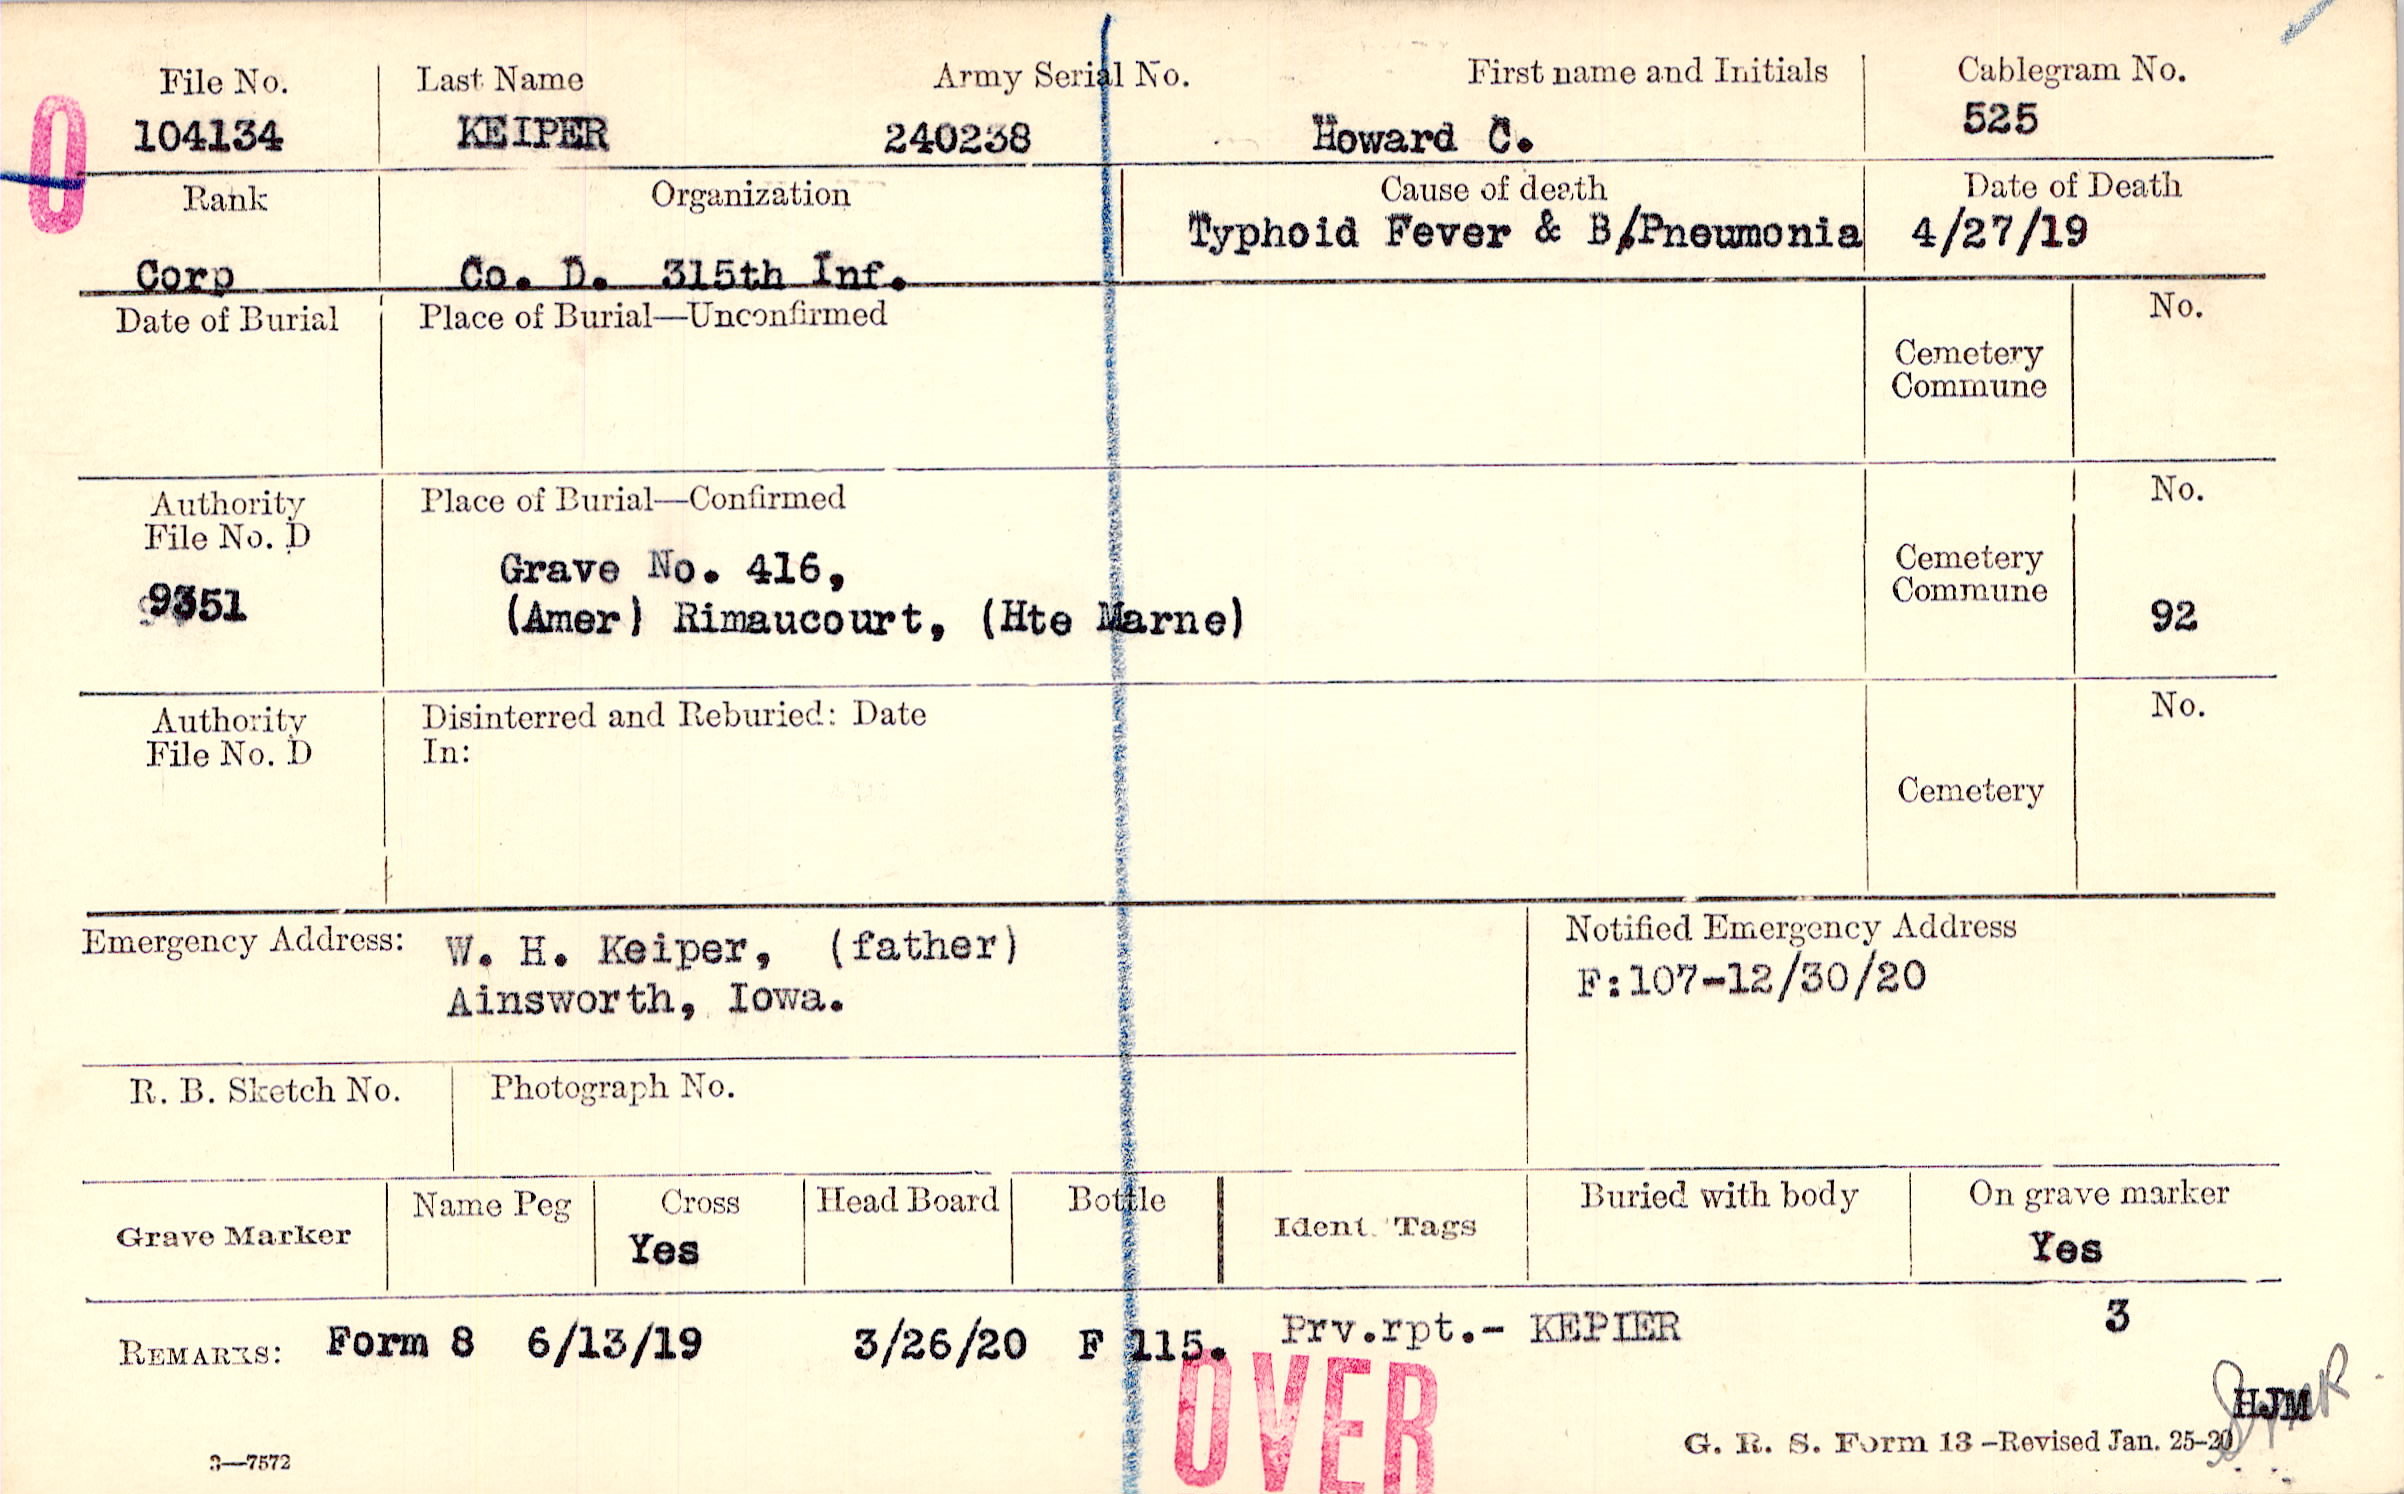 File No. Last Name Army Serial No. First name and Initials Cablegram No.
O 104134 KEIPER 240238 Howard C. 525
Rank Organization Cause of death Date of Death
Corp Co. D. 315th Inf. Typhoid Fever & B/Pneumonia 4/27/19
Date of Burial Place of Burial—Unconfirmed No.
Cemetery
Commune
Authority Place of Burial—Confirmed No.
File No. D
9351 Grave No. 416,
(Amer) Rimaucourt, (Hte Marne)
Cemetery
Commune 92
Authority Disinterred and Reburied: Date No.
File No. D In:
Cemetery
Emergency Address: W. H. Keiper, (father)
Ainsworth, Iowa.
Notified Emergency Address
F:107-12/30/20
R. B. Sketch No. Photograph No.
Grave Marker Name Peg Cross Head Board Bottle Ident. Tags Buried with body On grave marker
Yes Yes
REMARKS: Form 8 6/13/19 3/26/20 F 115. Prv.rpt.- KEPIER 3
OVER
HJM
3—7572 G. R. S. Form 13-Revised Jan. 25-20